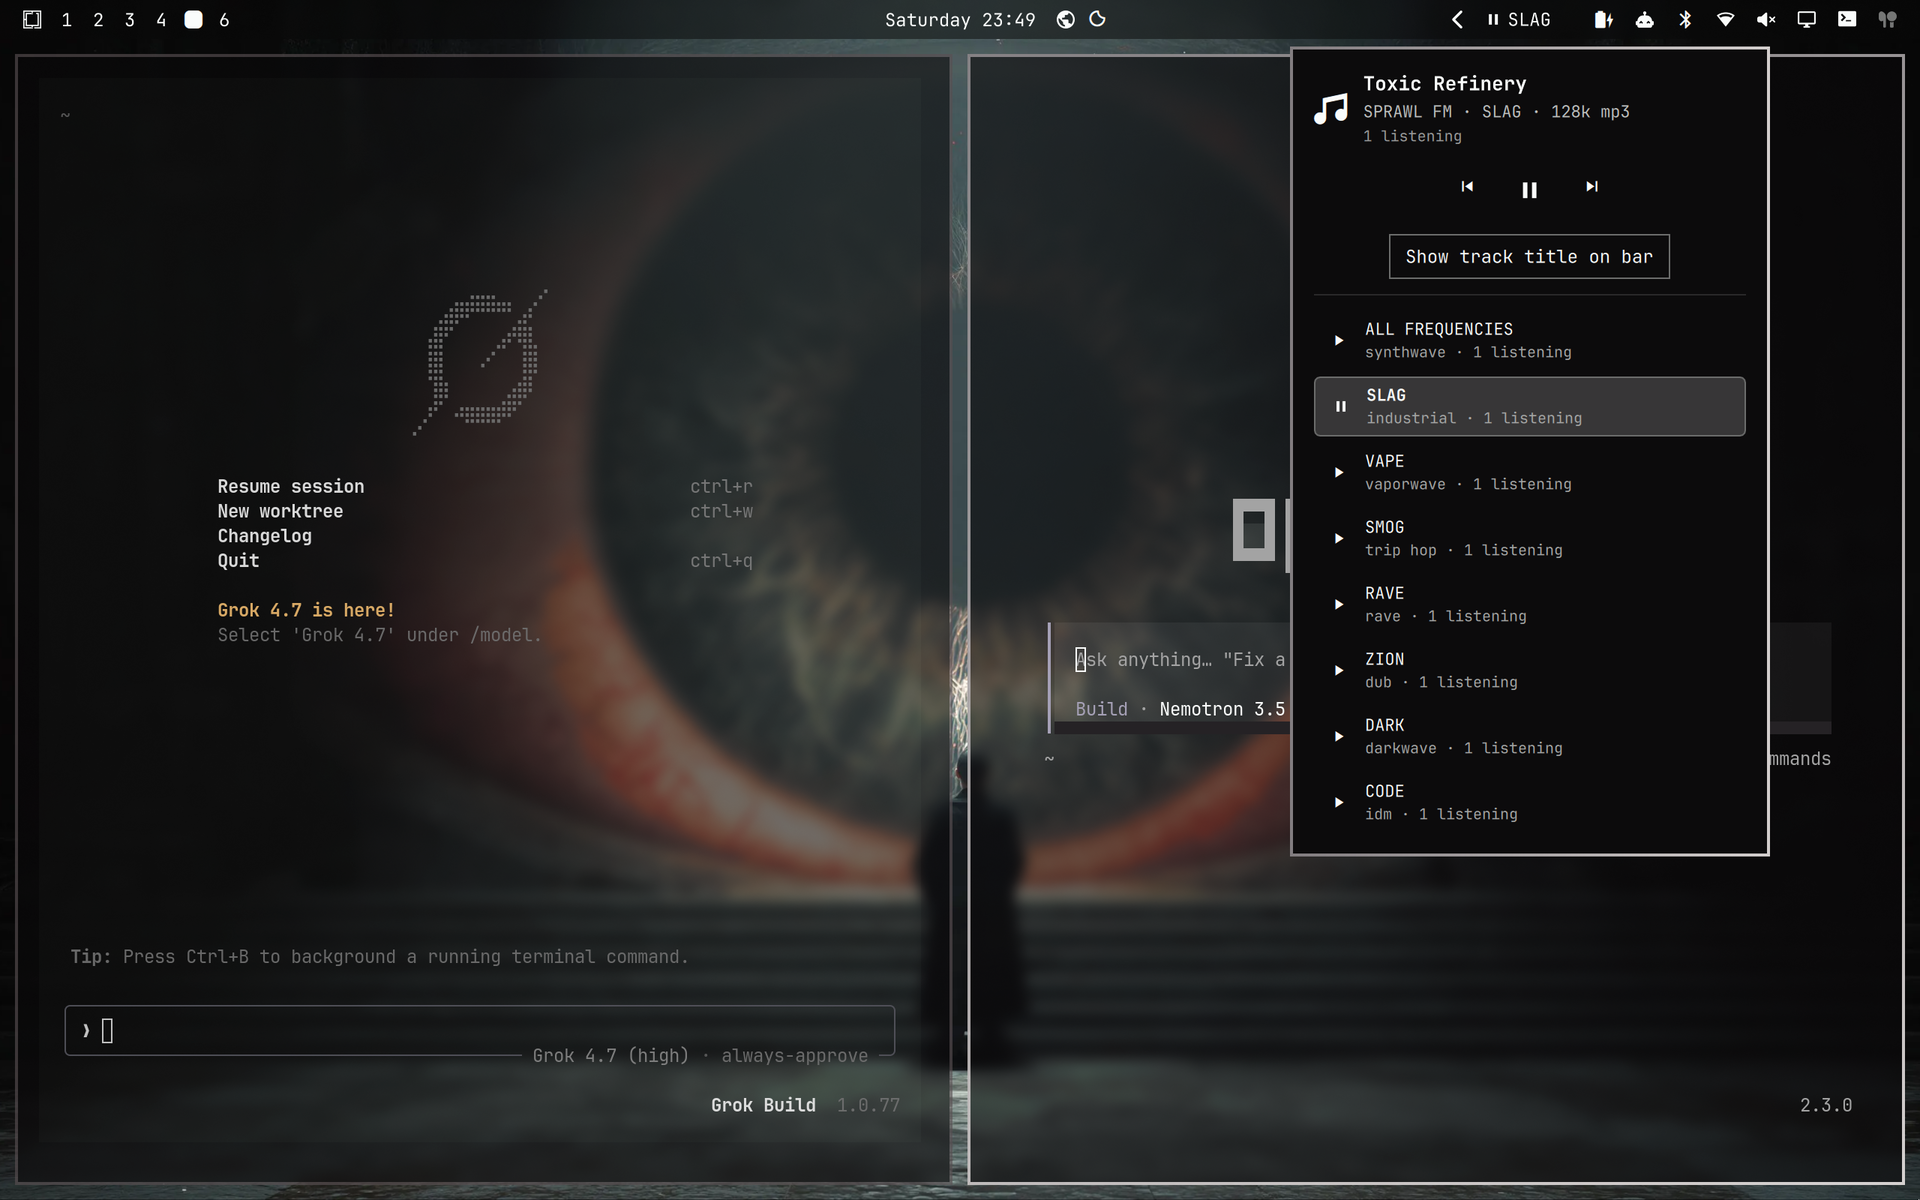 1 2 3 4 6
Saturday 23:49
SLAG
~
Resume session ctrl+r
New worktree ctrl+w
Changelog
Quit ctrl+q
Grok 4.7 is here!
Select 'Grok 4.7' under /model.
Tip: Press Ctrl+B to background a running terminal command.
❯
Grok 4.7 (high) · always-approve
Grok Build 1.0.77
Ask anything… "Fix a
Build · Nemotron 3.5
~
mmands
2.3.0
Toxic Refinery
SPRAWL FM · SLAG · 128k mp3
1 listening
Show track title on bar
ALL FREQUENCIES
synthwave · 1 listening
SLAG
industrial · 1 listening
VAPE
vaporwave · 1 listening
SMOG
trip hop · 1 listening
RAVE
rave · 1 listening
ZION
dub · 1 listening
DARK
darkwave · 1 listening
CODE
idm · 1 listening